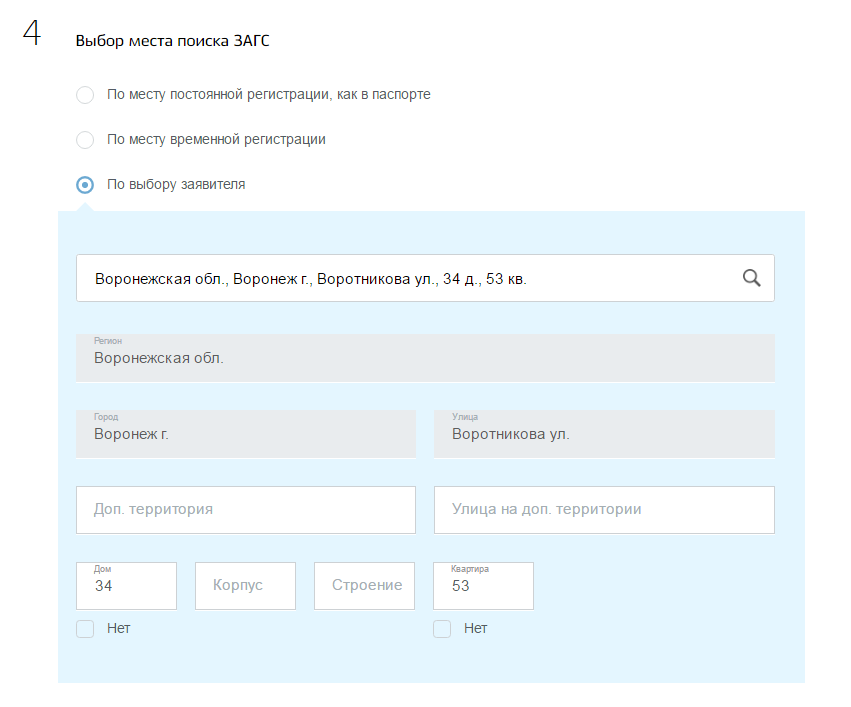 4
Выбор места поиска ЗАГС
По месту постоянной регистрации, как в паспорте
По месту временной регистрации
По выбору заявителя
Воронежская обл., Воронеж г., Воротникова ул., 34 д., 53 кв.
Регион
Воронежская обл.
Город
Воронеж г.
Улица
Воротникова ул.
Доп. территория
Улица на доп. территории
Дом
34
Корпус
Строение
Квартира
53
Нет
Нет